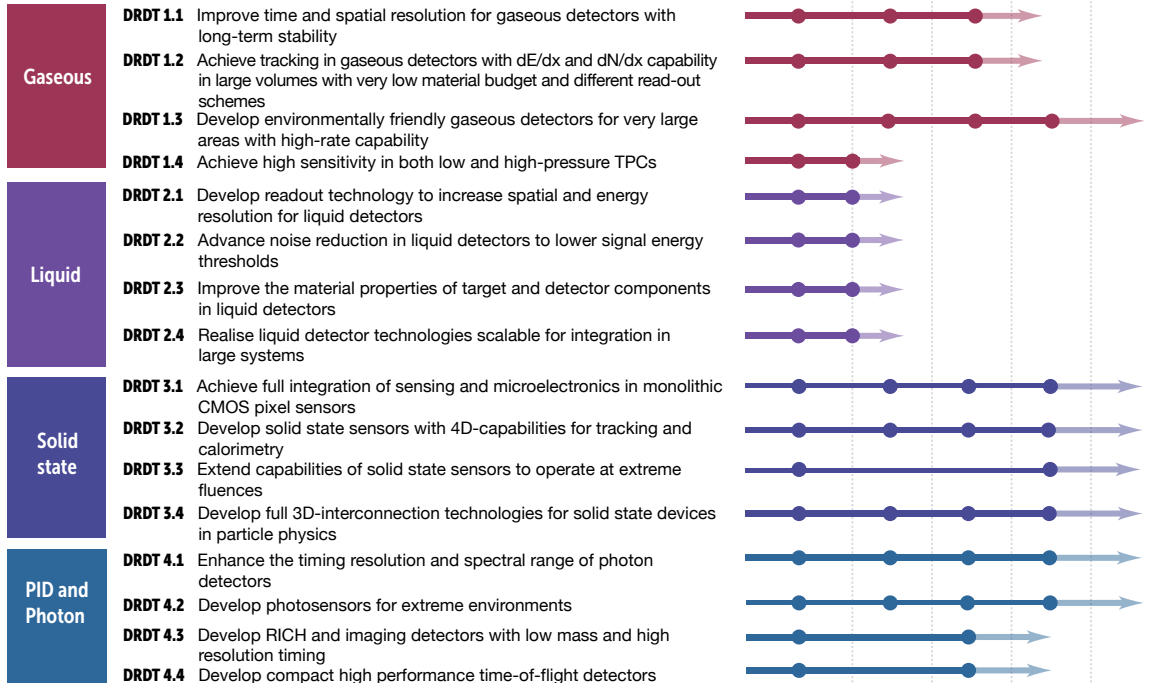 Gaseous
DRDT 1.1 Improve time and spatial resolution for gaseous detectors with
long-term stability
DRDT 1.2 Achieve tracking in gaseous detectors with dE/dx and dN/dx capability
in large volumes with very low material budget and different read-out
schemes
DRDT 1.3 Develop environmentally friendly gaseous detectors for very large
areas with high-rate capability
DRDT 1.4 Achieve high sensitivity in both low and high-pressure TPCs
Liquid
DRDT 2.1 Develop readout technology to increase spatial and energy
resolution for liquid detectors
DRDT 2.2 Advance noise reduction in liquid detectors to lower signal energy
thresholds
DRDT 2.3 Improve the material properties of target and detector components
in liquid detectors
DRDT 2.4 Realise liquid detector technologies scalable for integration in
large systems
Solid
state
DRDT 3.1 Achieve full integration of sensing and microelectronics in monolithic
CMOS pixel sensors
DRDT 3.2 Develop solid state sensors with 4D-capabilities for tracking and
calorimetry
DRDT 3.3 Extend capabilities of solid state sensors to operate at extreme
fluences
DRDT 3.4 Develop full 3D-interconnection technologies for solid state devices
in particle physics
PID and
Photon
DRDT 4.1 Enhance the timing resolution and spectral range of photon
detectors
DRDT 4.2 Develop photosensors for extreme environments
DRDT 4.3 Develop RICH and imaging detectors with low mass and high
resolution timing
DRDT 4.4 Develop compact high performance time-of-flight detectors